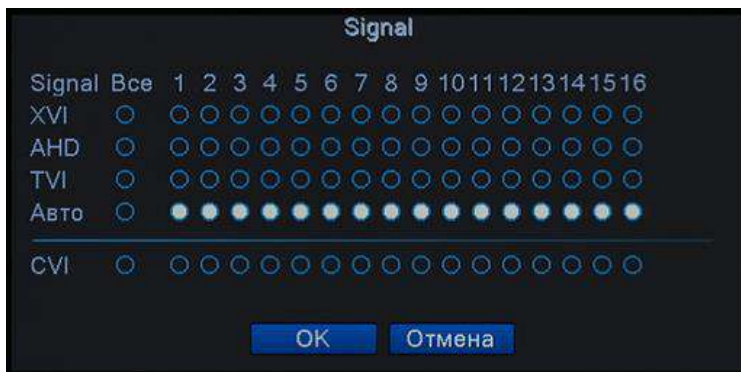 Signal
Signal Все 1 2 3 4 5 6 7 8 9 10 11 12 13 14 15 16
XVI
AHD
TVI
Авто
CVI
OK Отмена